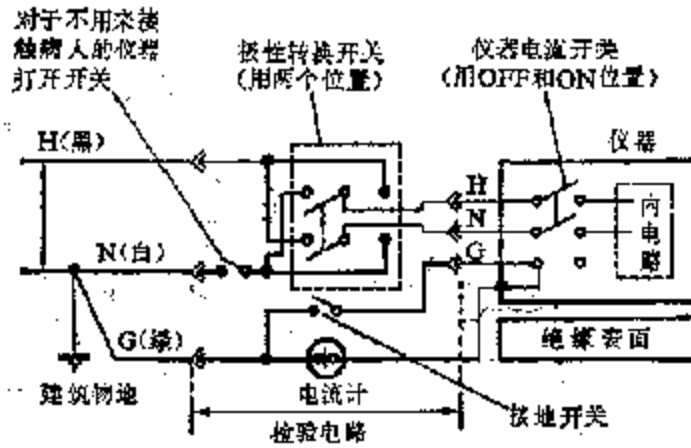 对于不用来接
触病人的仪器
打开开关
极性转换开关
(用两个位置)
仪器电流开关
(用OFF和ON位置)
仪器
H(黑)
H
N
G
内
电
路
N(白)
G(绿)
绝缘表面
建筑物地
电流计
接地开关
检验电路